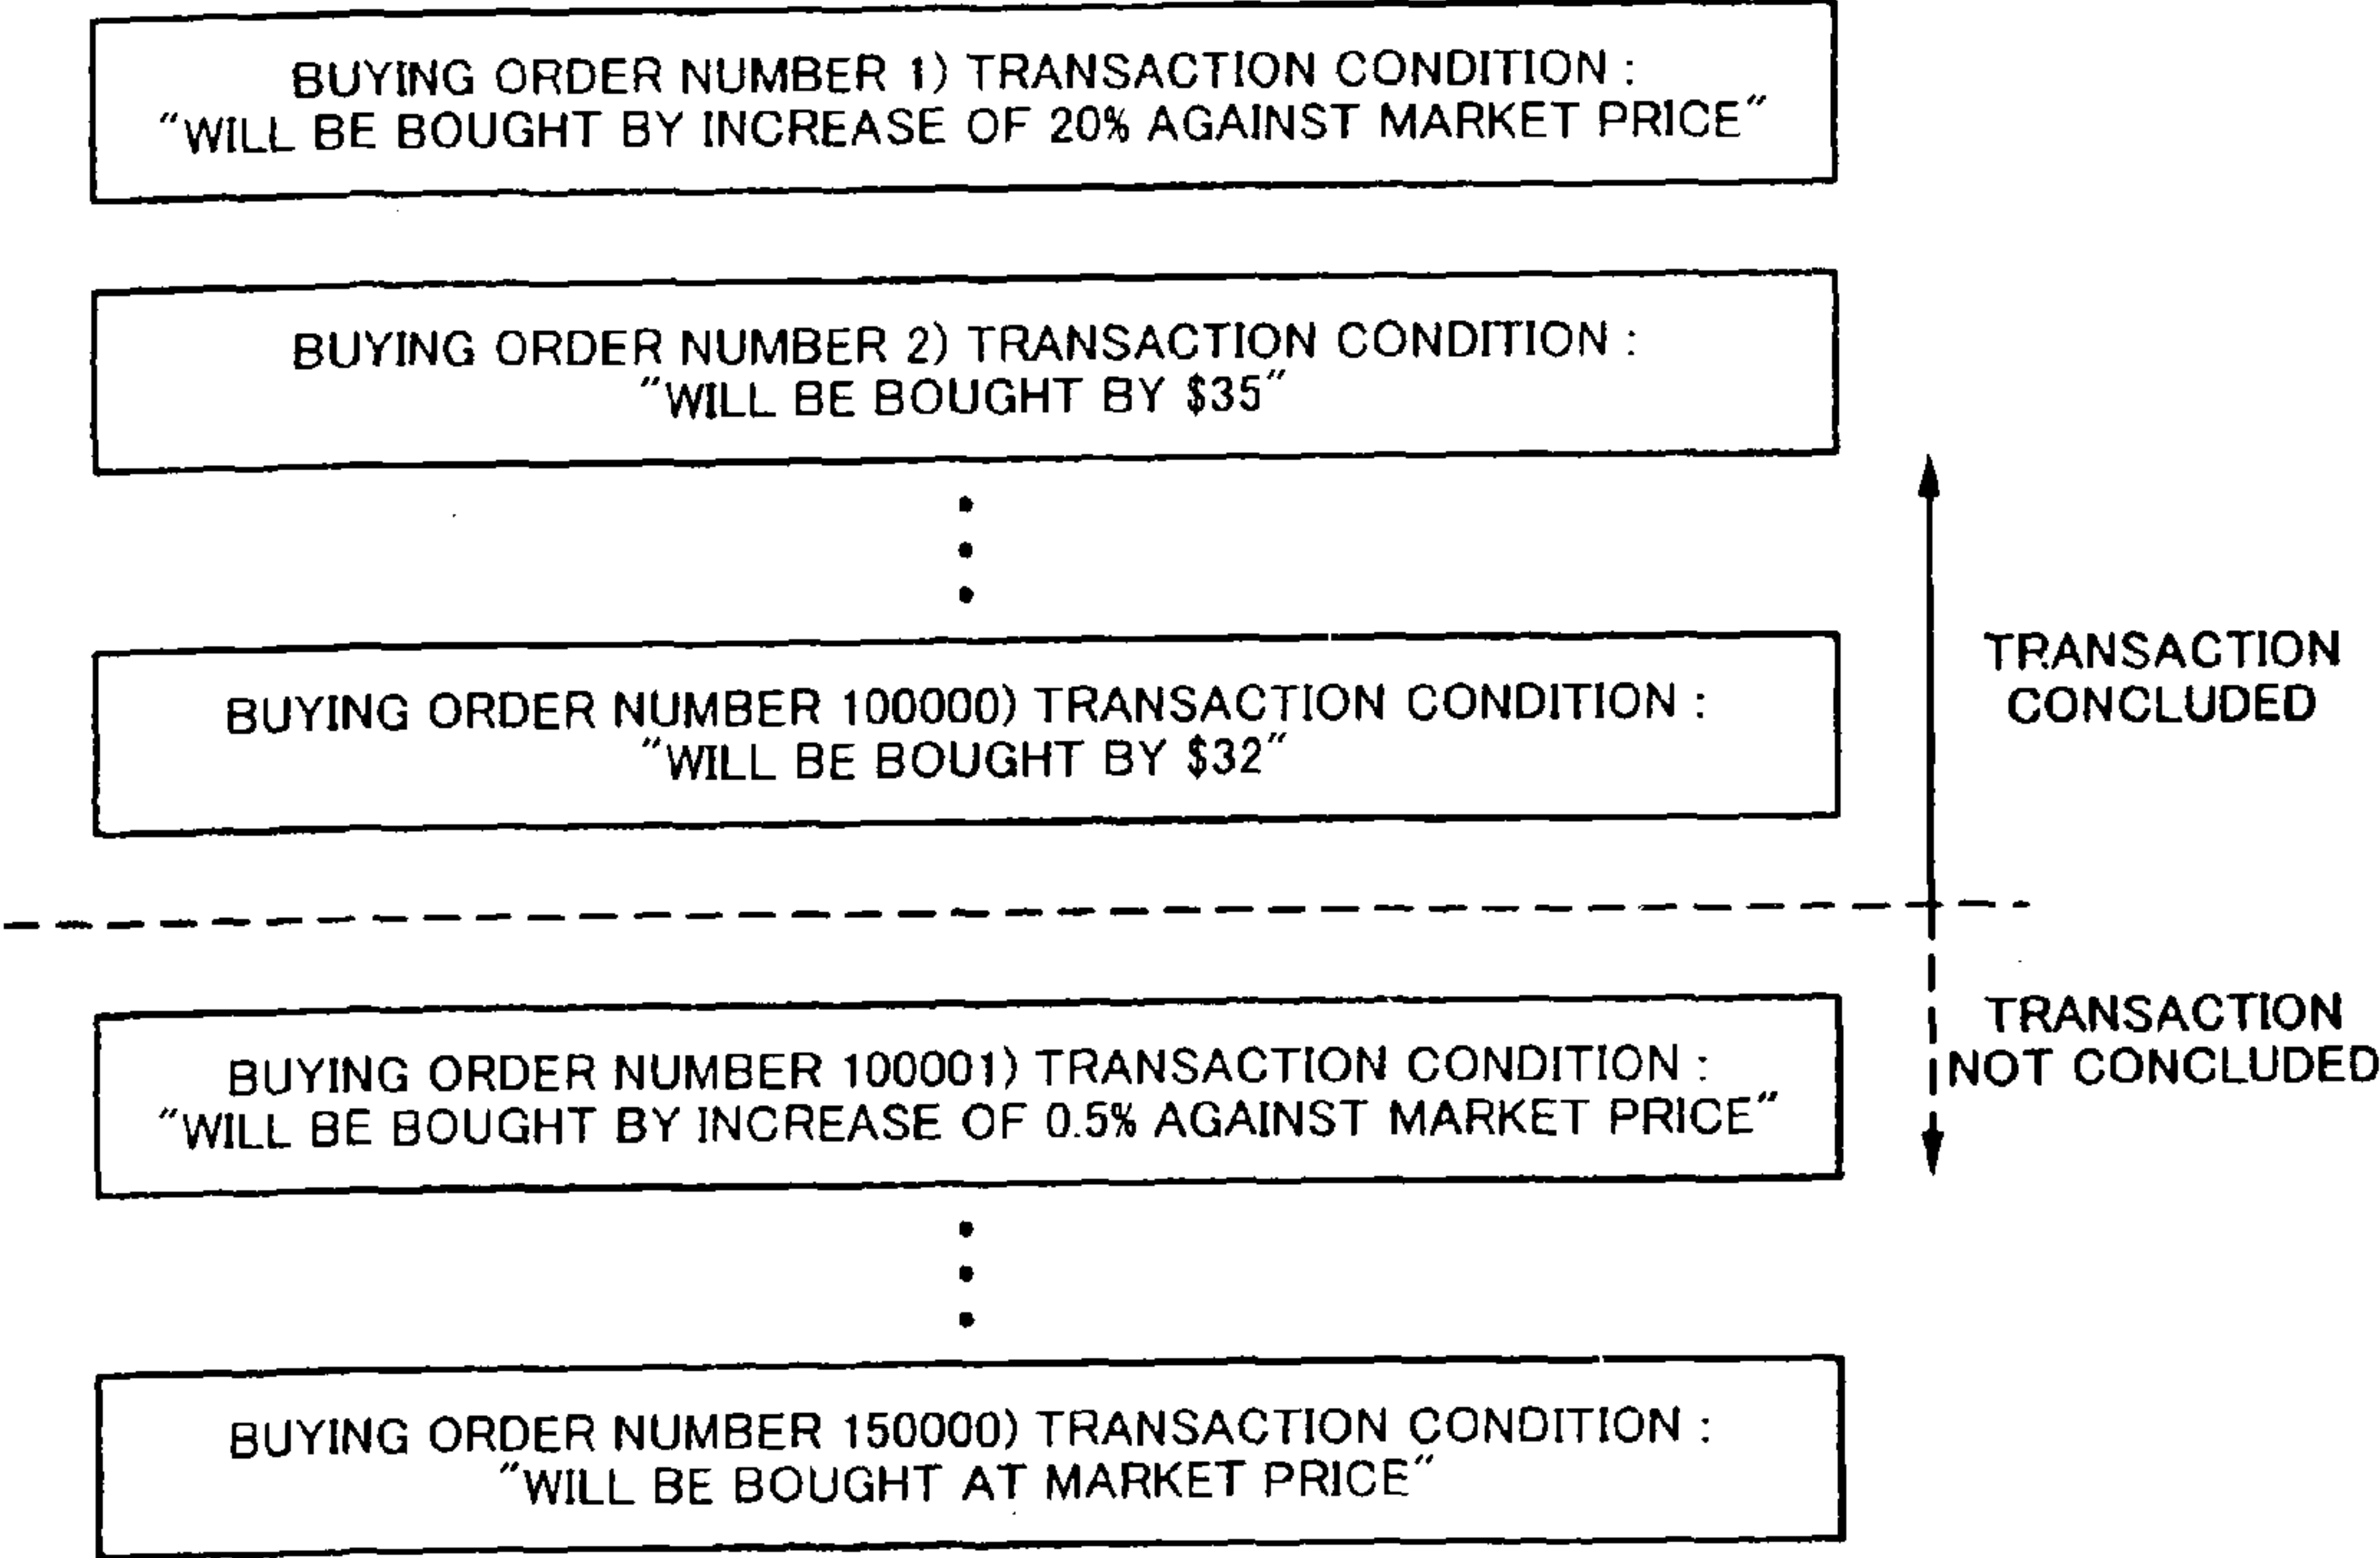 BUYING ORDER NUMBER 1) TRANSACTION CONDITION :
"WILL BE BOUGHT BY INCREASE OF 20% AGAINST MARKET PRICE"
BUYING ORDER NUMBER 2) TRANSACTION CONDITION :
"WILL BE BOUGHT BY $35"
BUYING ORDER NUMBER 100000) TRANSACTION CONDITION :
"WILL BE BOUGHT BY $32"
TRANSACTION
CONCLUDED
BUYING ORDER NUMBER 100001) TRANSACTION CONDITION :
"WILL BE BOUGHT BY INCREASE OF 0.5% AGAINST MARKET PRICE"
TRANSACTION
NOT CONCLUDED
BUYING ORDER NUMBER 150000) TRANSACTION CONDITION :
"WILL BE BOUGHT AT MARKET PRICE"